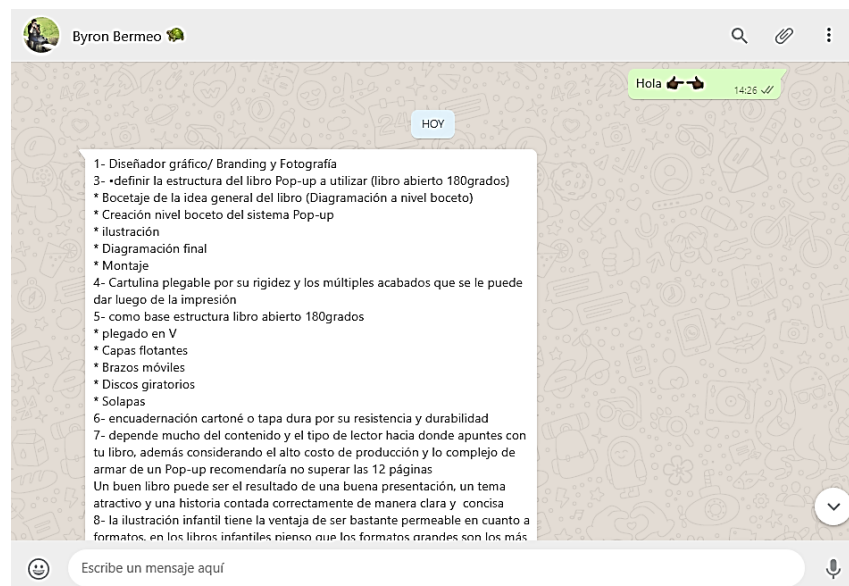 Byron Bermeo 🐢
Hola 👉🏿👈🏿
14:26
HOY
1- Diseñador gráfico/ Branding y Fotografía
3- •definir la estructura del libro Pop-up a utilizar (libro abierto 180grados)
* Bocetaje de la idea general del libro (Diagramación a nivel boceto)
* Creación nivel boceto del sistema Pop-up
* ilustración
* Diagramación final
* Montaje
4- Cartulina plegable por su rigidez y los múltiples acabados que se le puede
dar luego de la impresión
5- como base estructura libro abierto 180grados
* plegado en V
* Capas flotantes
* Brazos móviles
* Discos giratorios
* Solapas
6- encuadernación cartoné o tapa dura por su resistencia y durabilidad
7- depende mucho del contenido y el tipo de lector hacia donde apuntes con
tu libro, además considerando el alto costo de producción y lo complejo de
armar de un Pop-up recomendaría no superar las 12 páginas
Un buen libro puede ser el resultado de una buena presentación, un tema
atractivo y una historia contada correctamente de manera clara y concisa
8- la ilustración infantil tiene la ventaja de ser bastante permeable en cuanto a
formatos, en los libros infantiles pienso que los formatos grandes son los más
Escribe un mensaje aquí